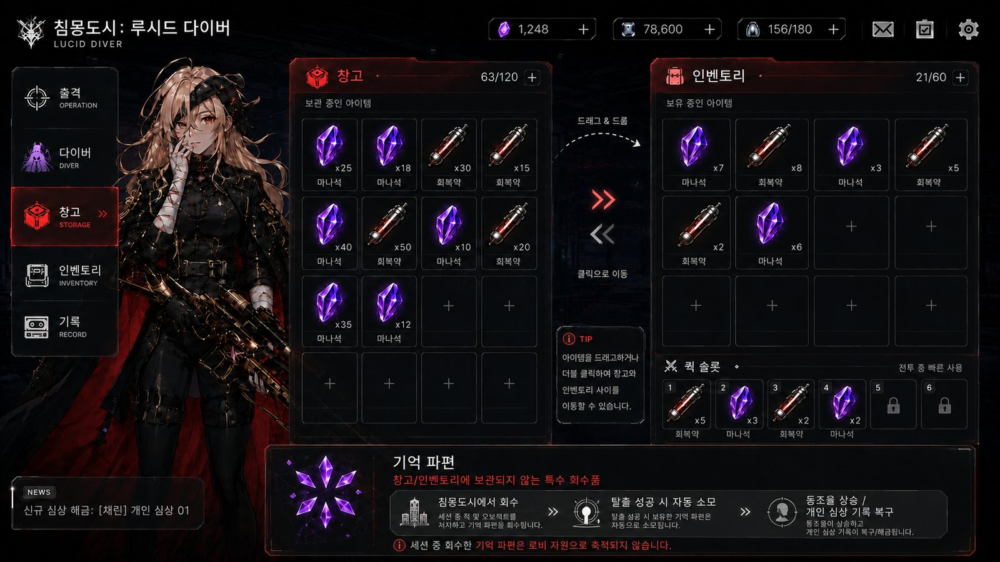 침몽도시: 루시드 다이버
LUCID DIVER
1,248
78,600
156/180
출격
OPERATION
다이버
DIVER
창고
STORAGE
인벤토리
INVENTORY
기록
RECORD
NEWS
신규 심상 해금: [채린] 개인 심상 01
창고
63/120
보관 중인 아이템
x25
마나석
x18
마나석
x30
회복약
x15
회복약
x40
마나석
x50
회복약
x10
마나석
x20
회복약
x35
마나석
x12
마나석
드래그 & 드롭
클릭으로 이동
TIP
아이템을 드래고하거나
더블 클릭하여 창고와
인벤토리 사이를
이동할 수 있습니다.
인벤토리
21/60
보유 중인 아이템
x7
마나석
x8
회복약
x3
마나석
x5
회복약
x2
회복약
x6
마나석
퀵 슬롯
전투 중 빠른 사용
1
x5
회복약
2
x3
마나석
3
x2
회복약
4
x2
마나석
5
6
기억 파편
창고/인벤토리에 보관되지 않는 특수 회수품
침몽도시에서 회수
세션 중 적 및 오보잭트를
저지하고 기억 파편을 회수됩니다.
탈출 성공 시 자동 소모
탈출 성공 시 보유한 기억 파편은
자동으로 소모됩니다.
동조율 상승 /
개인 심상 기록 복구
동조율이 상승하고
개인 심상 기록이 복구/해금됩니다.
세션 중 회수한 기억 파편은 로비 자원으로 축적되지 않습니다.